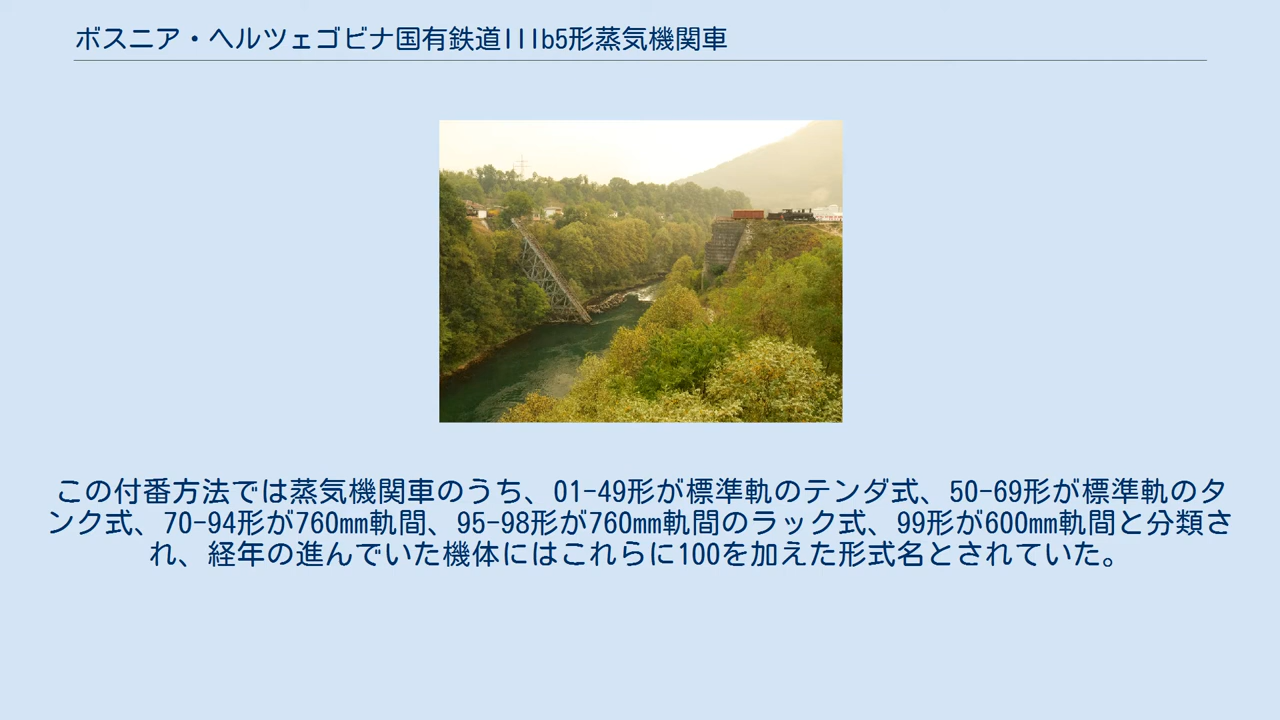 ボスニア・ヘルツェゴビナ国有鉄道IIIb5形蒸気機関車
この付番方法では蒸気機関車のうち、01-49形が標準軌のテンダ式、50-69形が標準軌のタ
ンク式、70-94形が760mm軌間、95-98形が760mm軌間のラック式、99形が600mm軌間と分類さ
れ、経年の進んでいた機体にはこれらに100を加えた形式名とされていた。